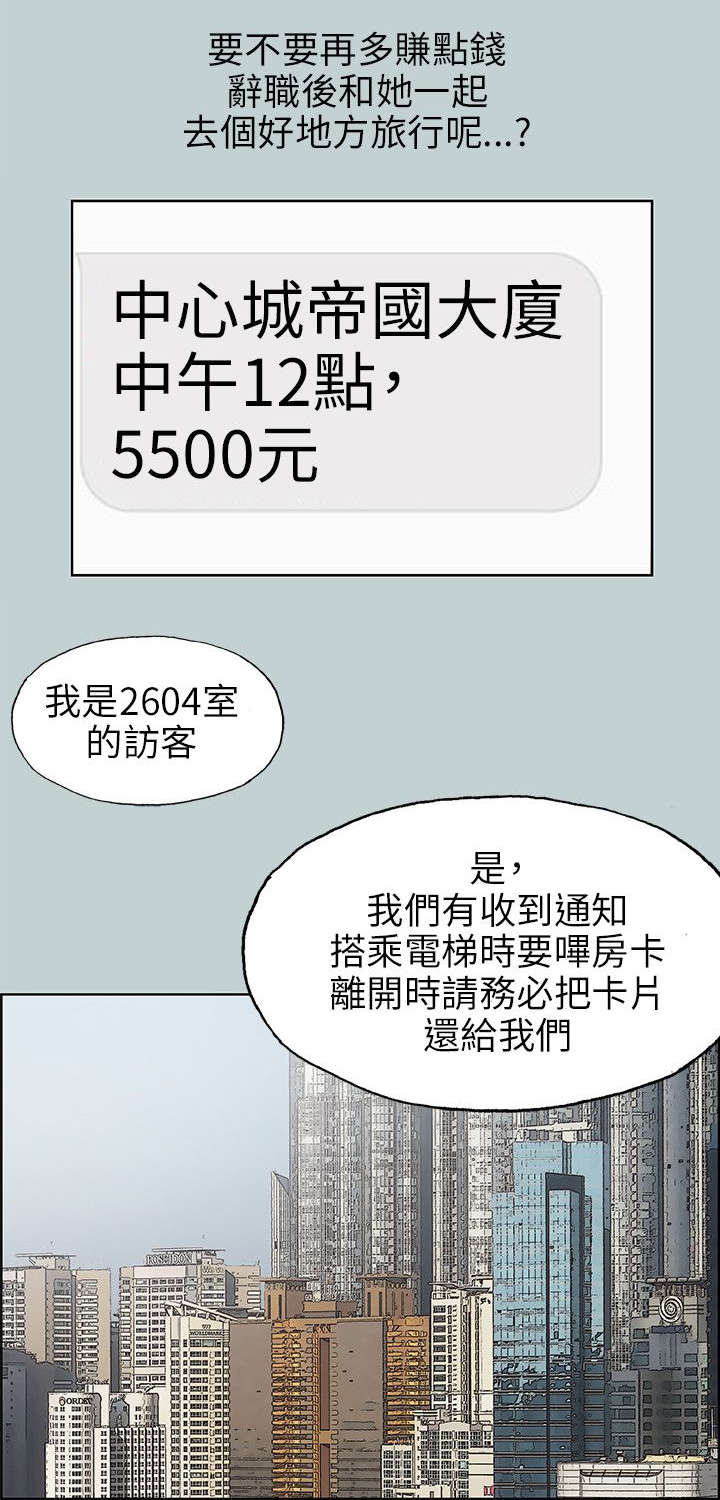 要不要再多賺點錢
辭職後和她一起
去個好地方旅行呢...?
中心城帝國大廈
中午12點，
5500元
我是2604室
的訪客
是，
我們有收到通知
搭乘電梯時要嗶房卡
離開時請務必把卡片
還給我們